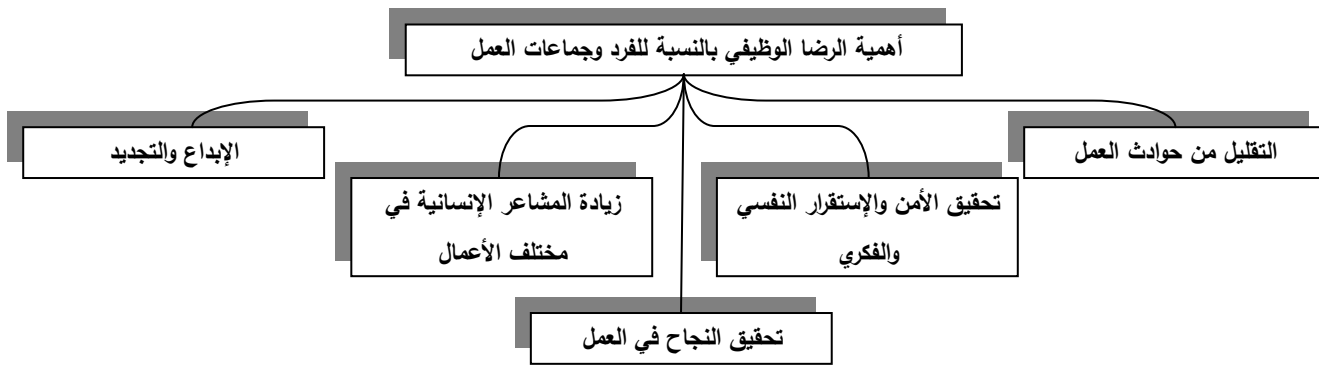 أهمية الرضا الوظيفي بالنسبة للفرد وجماعات العمل
التقليل من حوادث العمل
الإبداع والتجديد
تحقيق الأمن والإستقرار النفسي
والفكري
زيادة المشاعر الإنسانية في
مختلف الأعمال
تحقيق النجاح في العمل